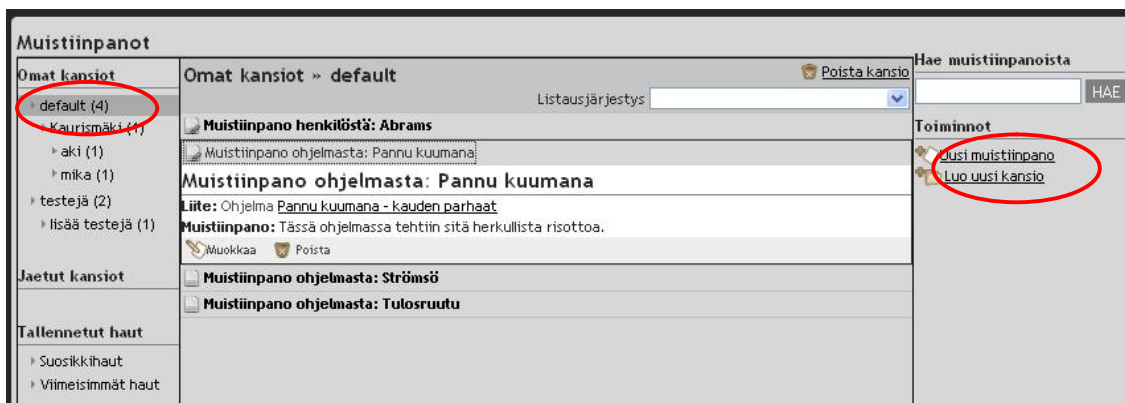 Muistiinpanot
Omat kansiot
default (4)
Kaurismäki (1)
aki (1)
mika (1)
testejä (2)
lisää testejä (1)
Jaetut kansiot
Tallennetut haut
Suosikkihaut
Viimeisimmät haut
Omat kansiot » default
Poista kansio
Listausjärjestys
Muistiinpano henkilöstä: Abrams
Muistiinpano ohjelmasta: Pannu kuumana
Muistiinpano ohjelmasta: Pannu kuumana
Liite: Ohjelma Pannu kuumana - kauden parhaat
Muistiinpano: Tässä ohjelmassa tehtiin sitä herkullista risottoa.
Muokkaa Poista
Muistiinpano ohjelmasta: Strömsö
Muistiinpano ohjelmasta: Tulosruutu
Hae muistiinpanoista
HAE
Toiminnot
Uusi muistiinpano
Luo uusi kansio